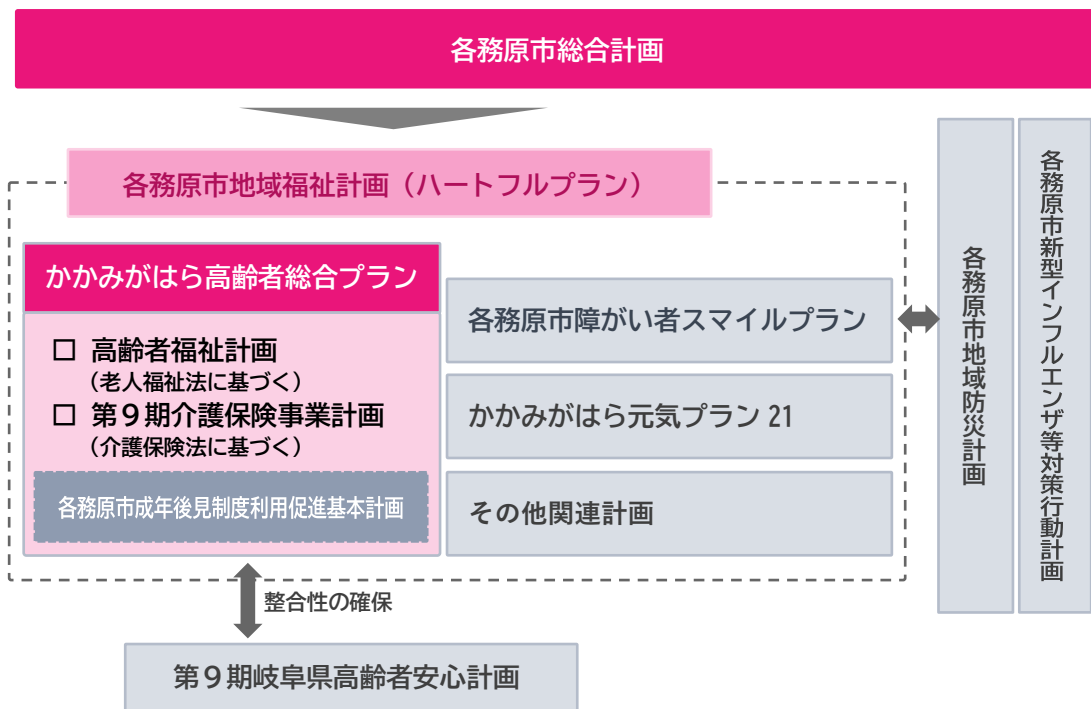 各務原市総合計画
各務原市地域福祉計画（ハートフルプラン）
かかみがはら高齢者総合プラン
□ 高齢者福祉計画
（老人福祉法に基づく）
□ 第９期介護保険事業計画
（介護保険法に基づく）
各務原市成年後見制度利用促進基本計画
各務原市障がい者スマイルプラン
かかみがはら元気プラン 21
その他関連計画
各務原市地域防災計画
各務原市新型インフルエンザ等対策行動計画
整合性の確保
第９期岐阜県高齢者安心計画